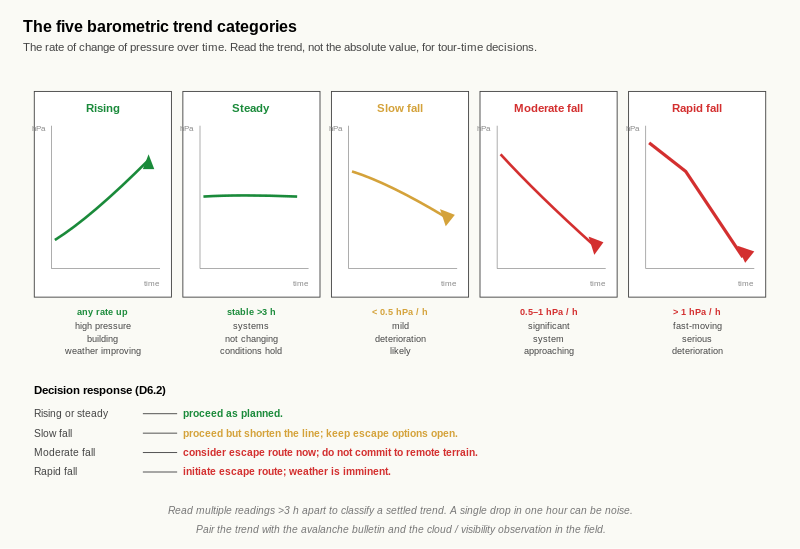 The five barometric trend categories
The rate of change of pressure over time. Read the trend, not the absolute value, for tour-time decisions.
Rising
hPa
time
any rate up
high pressure
building
weather improving
Steady
hPa
time
stable >3 h
systems
not changing
conditions hold
Slow fall
hPa
time
< 0.5 hPa / h
mild
deterioration
likely
Moderate fall
hPa
time
0.5–1 hPa / h
significant
system
approaching
Rapid fall
hPa
time
> 1 hPa / h
fast-moving
serious
deterioration
Decision response (D6.2)
Rising or steady proceed as planned.
Slow fall proceed but shorten the line; keep escape options open.
Moderate fall consider escape route now; do not commit to remote terrain.
Rapid fall initiate escape route; weather is imminent.
Read multiple readings >3 h apart to classify a settled trend. A single drop in one hour can be noise.
Pair the trend with the avalanche bulletin and the cloud / visibility observation in the field.